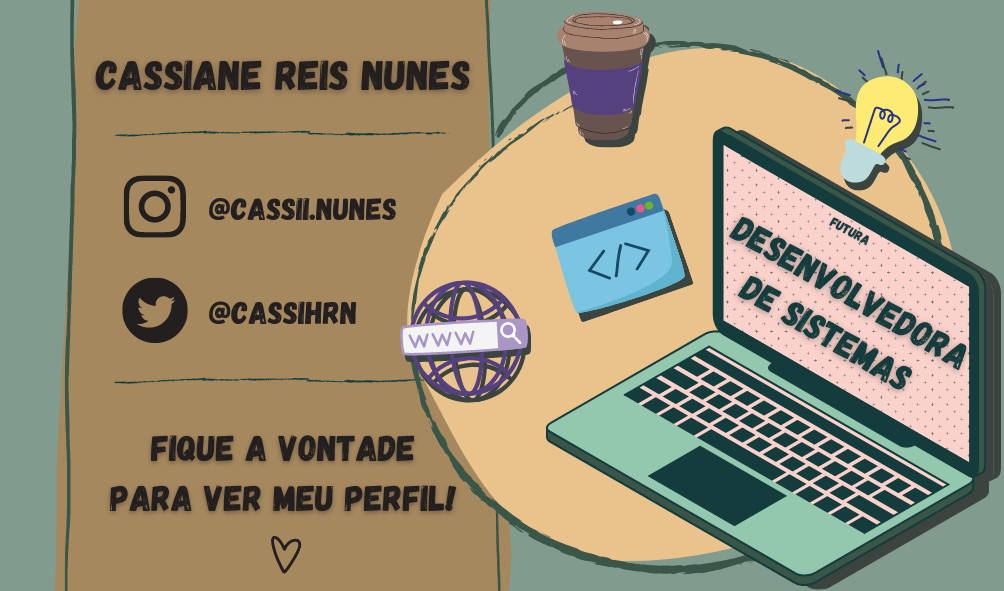 CASSIANE REIS NUNES
@CASSII.NUNES
@CASSIHRN
FIQUE A VONTADE
PARA VER MEU PERFIL!
WWW
</>
FUTURA
DESENVOLVEDORA
DE SISTEMAS